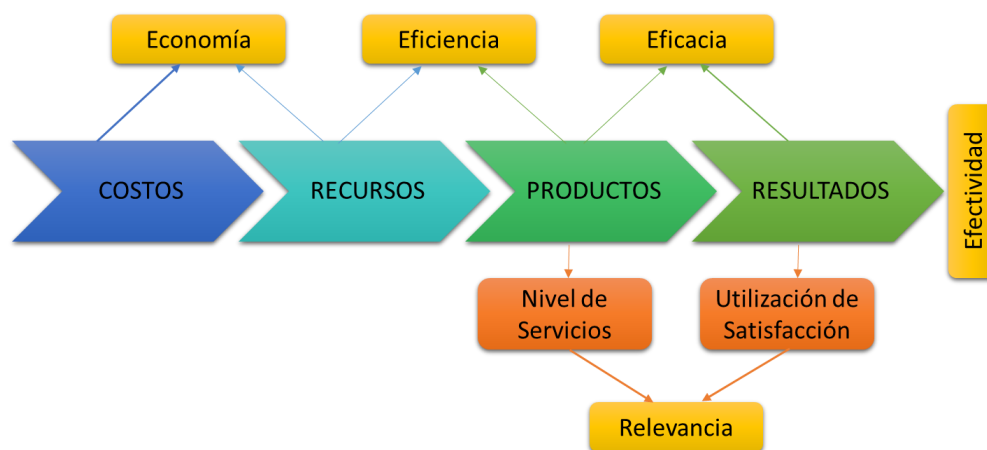 Economía
Eficiencia
Eficacia
COSTOS
RECURSOS
PRODUCTOS
RESULTADOS
Efectividad
Nivel de
Servicios
Utilización de
Satisfacción
Relevancia